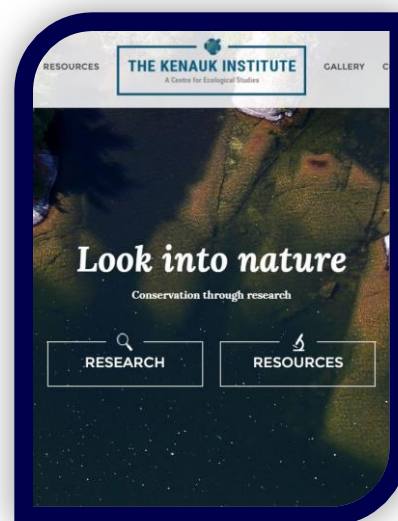 RESOURCES
THE KENAUK INSTITUTE
A Centre for Ecological Studies
GALLERY
Look into nature
Conservation through research
RESEARCH
RESOURCES